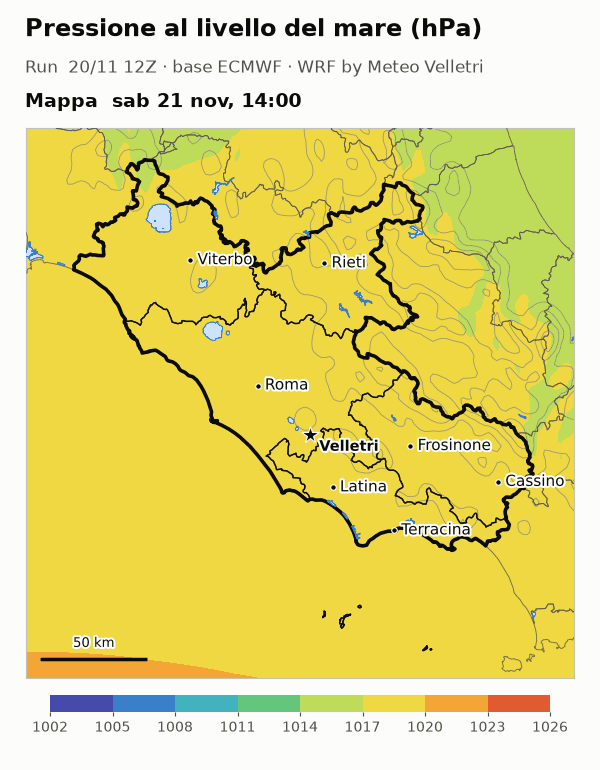 Pressione al livello del mare (hPa)
Run  20/11 12Z · base ECMWF · WRF by Meteo Velletri
Mappa  sab 21 nov, 14:00
Viterbo
Rieti
Roma
Velletri
Frosinone
Cassino
Latina
Terracina
50 km
1002 1005 1008 1011 1014 1017 1020 1023 1026